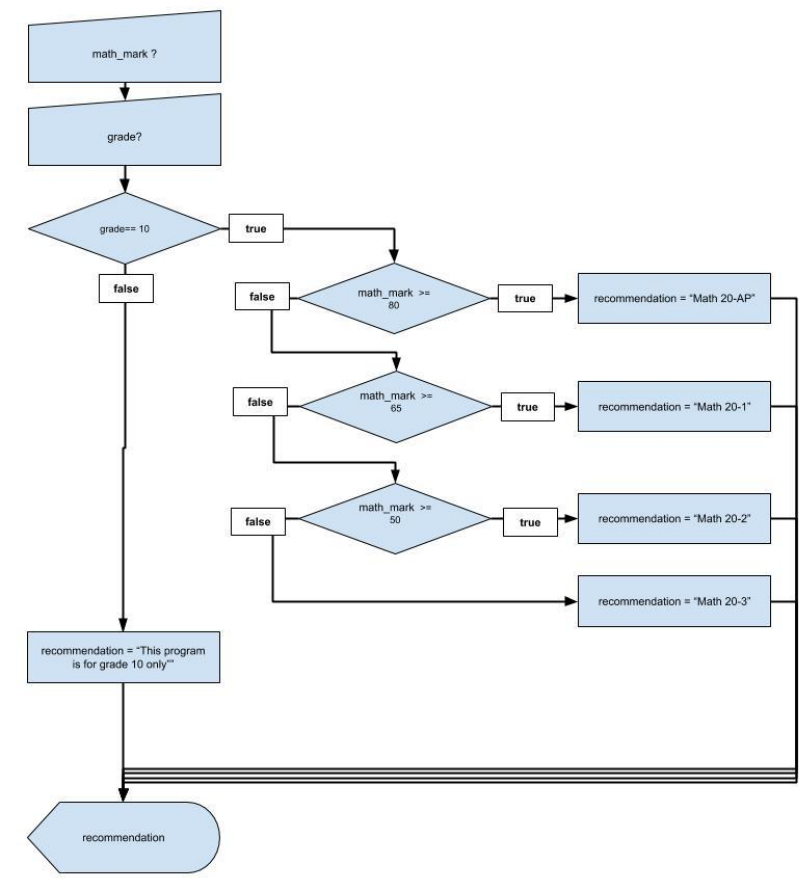 math_mark ?
grade?
grade== 10
true
false
math_mark >=
80
false
true
recommendation = “Math 20-AP”
math_mark >=
65
false
true
recommendation = “Math 20-1”
math_mark >=
50
false
true
recommendation = “Math 20-2”
recommendation = “Math 20-3”
recommendation = “This program
is for grade 10 only””
recommendation